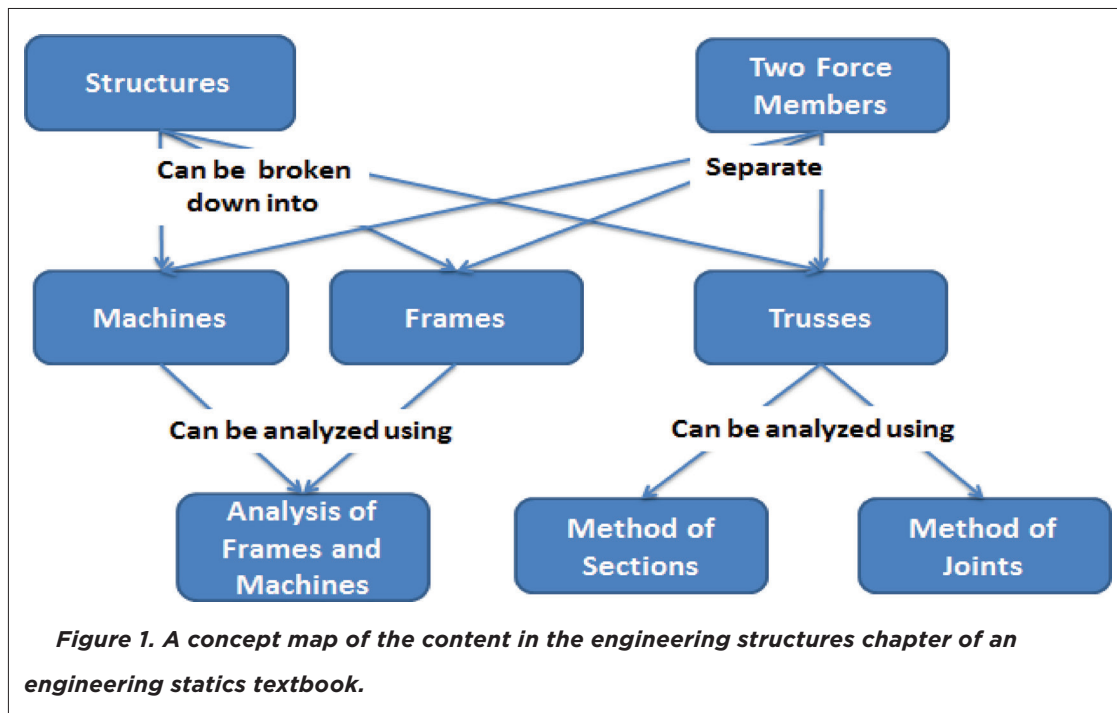 Structures
Two Force
Members
Can be broken
down into
Separate
Machines
Frames
Trusses
Can be analyzed using
Can be analyzed using
Analysis of
Frames and
Machines
Method of
Sections
Method of
Joints
Figure 1. A concept map of the content in the engineering structures chapter of an
engineering statics textbook.